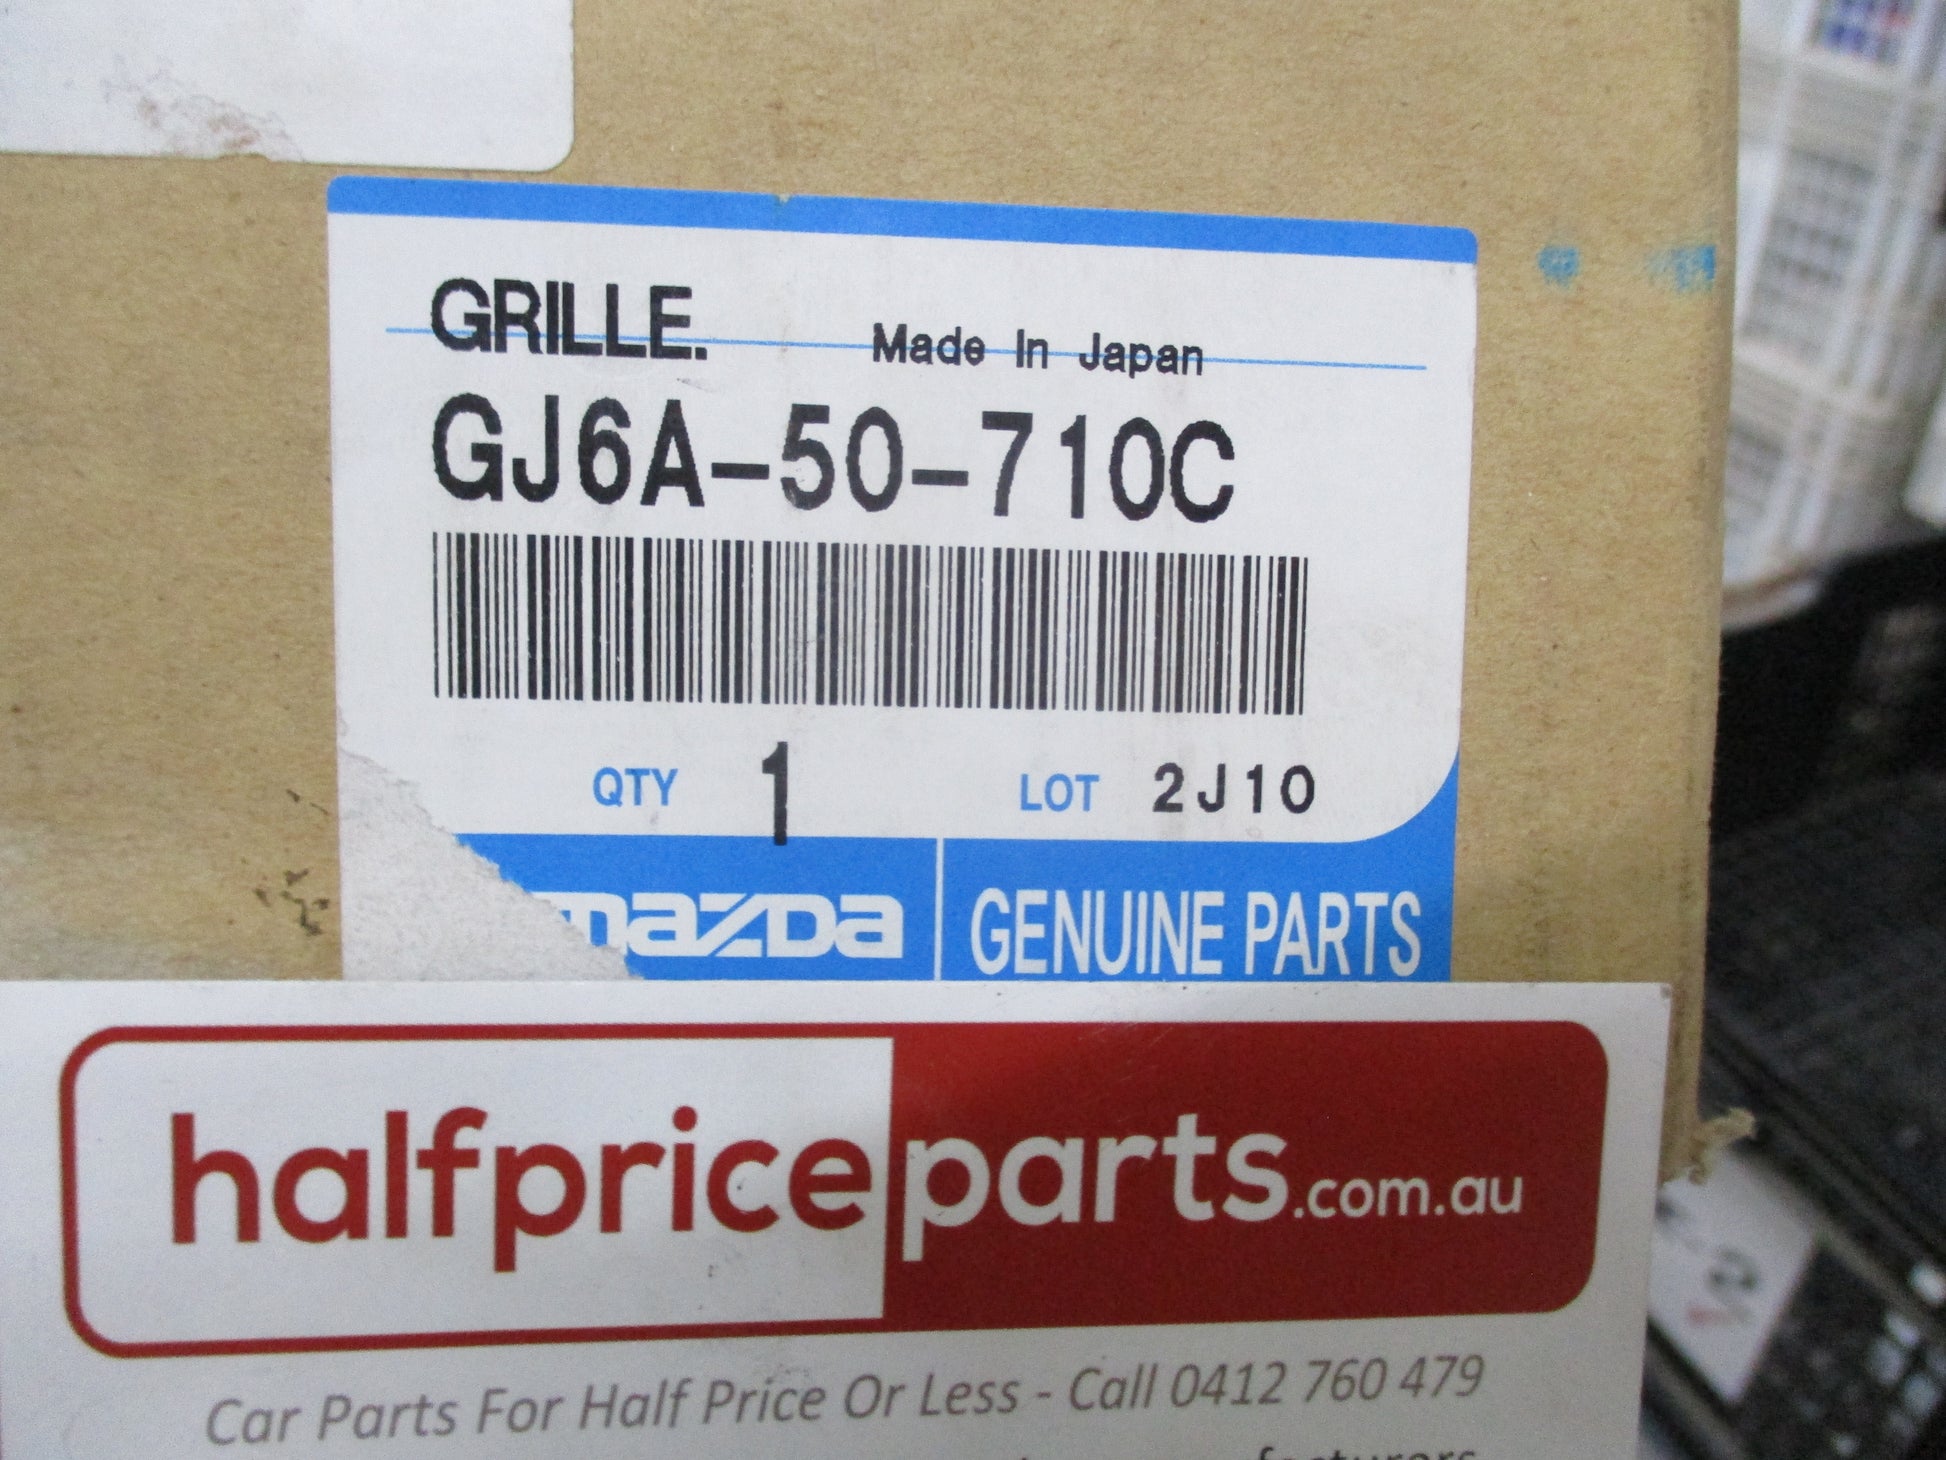 GRILLE.
Made In Japan
GJ6A-50-710C
QTY 1 LOT 2J10
mazda GENUINE PARTS
halfpriceparts.com.au
Car Parts For Half Price Or Less - Call 0412 760 479